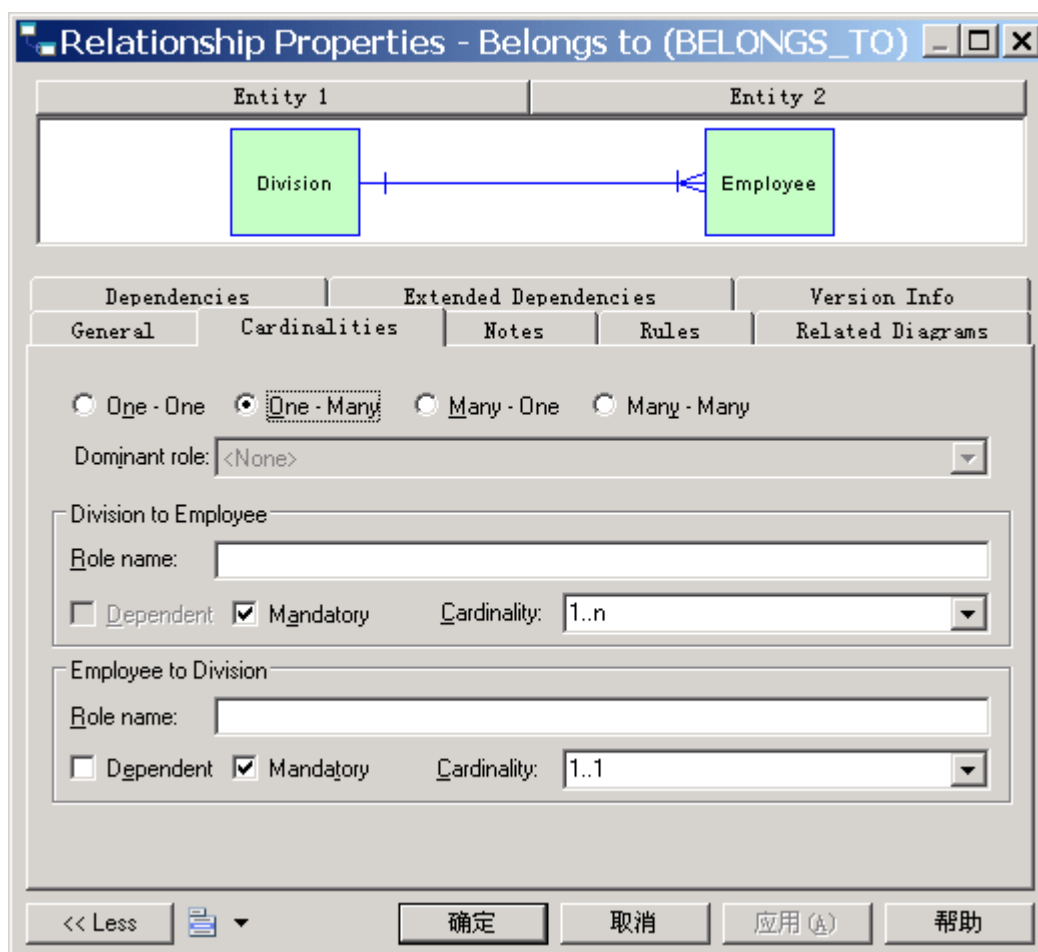 Relationship Properties - Belongs to (BELONGS_TO)
Entity 1 Entity 2
Division Employee
Dependencies Extended Dependencies Version Info
General Cardinalities Notes Rules Related Diagrams
One - One One - Many Many - One Many - Many
Dominant role: <None>
Division to Employee
Role name:
Dependent Mandatory Cardinality: 1..n
Employee to Division
Role name:
Dependent Mandatory Cardinality: 1..1
<< Less 确定 取消 应用(A) 帮助